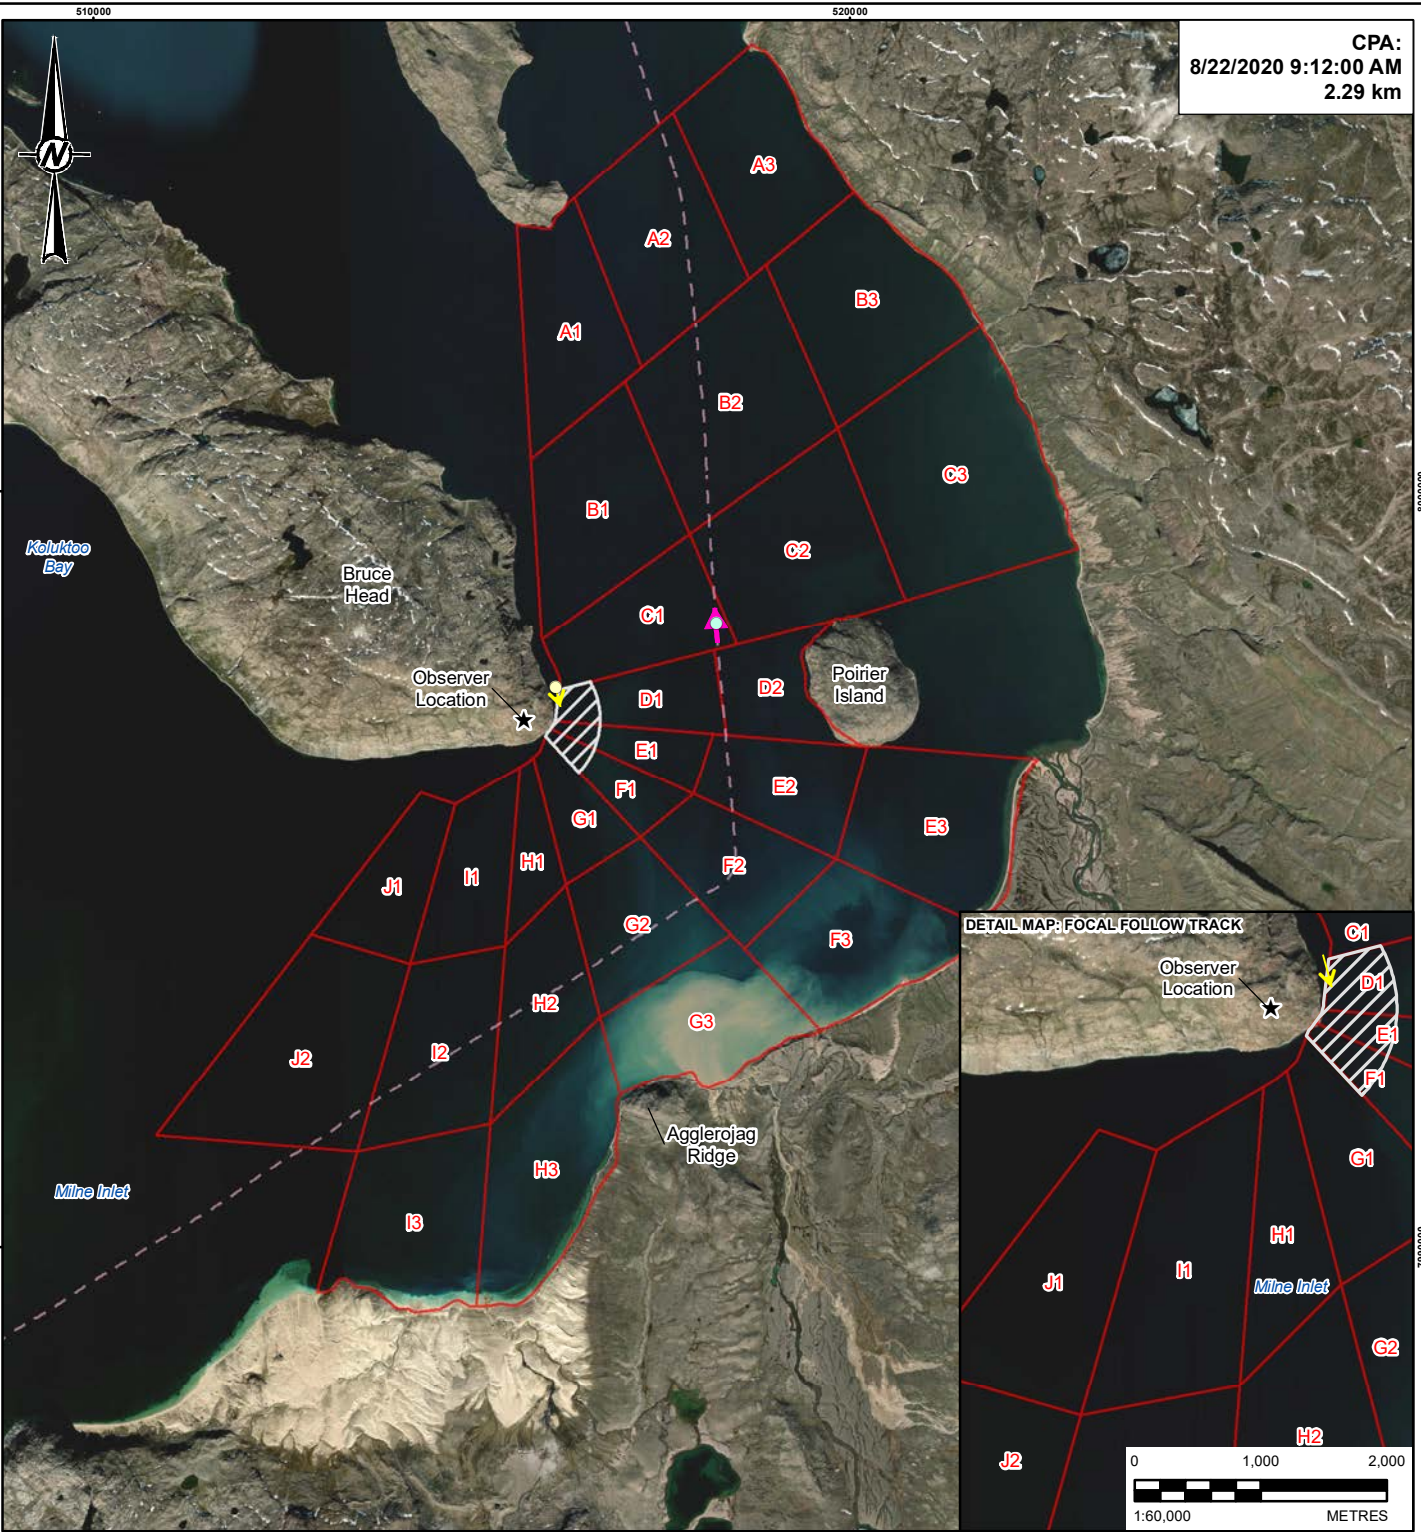 510000
520000
CPA:
8/22/2020 9:12:00 AM
2.29 km
N
A3
A2
B3
A1
B2
C3
B1
C2
Koluktoo
Bay
Bruce
Head
C1
Observer
Location
Poirier
Island
D1
D2
E1
E2
F1
G1
E3
H1
F2
I1
J1
G2
F3
H2
G3
I2
J2
Agglerojag
Ridge
H3
Milne Inlet
I3
DETAIL MAP: FOCAL FOLLOW TRACK
C1
Observer
Location
D1
E1
F1
G1
H1
I1
J1
Milne Inlet
G2
H2
J2
0 1,000 2,000
1:60,000 METRES